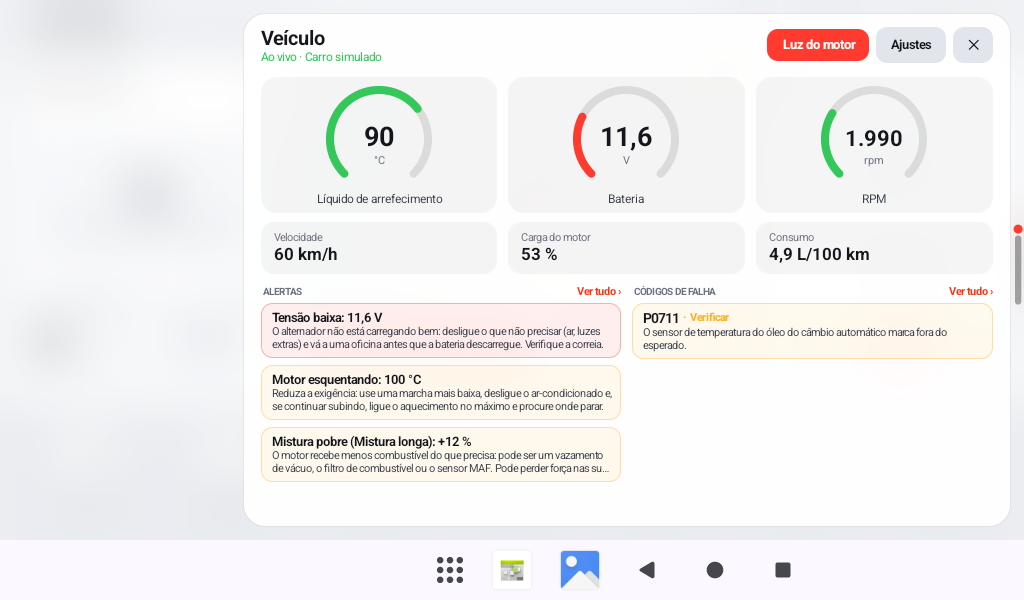 Veículo
Ao vivo · Carro simulado
Luz do motor
Ajustes
90
°C
Líquido de arrefecimento
11,6
V
Bateria
1.990
rpm
RPM
Velocidade
60 km/h
Carga do motor
53 %
Consumo
4,9 L/100 km
ALERTAS
Ver tudo ›
Tensão baixa: 11,6 V
O alternador não está carregando bem: desligue o que não precisar (ar, luzes
extras) e vá a uma oficina antes que a bateria descarregue. Verifique a correia.
Motor esquentando: 100 °C
Reduza a exigência: use uma marcha mais baixa, desligue o ar-condicionado e,
se continuar subindo, ligue o aquecimento no máximo e procure onde parar.
Mistura pobre (Mistura longa): +12 %
O motor recebe menos combustível do que precisa: pode ser um vazamento
de vácuo, o filtro de combustível ou o sensor MAF. Pode perder força nas su...
CÓDIGOS DE FALHA
Ver tudo ›
P0711 · Verificar
O sensor de temperatura do óleo do câmbio automático marca fora do
esperado.